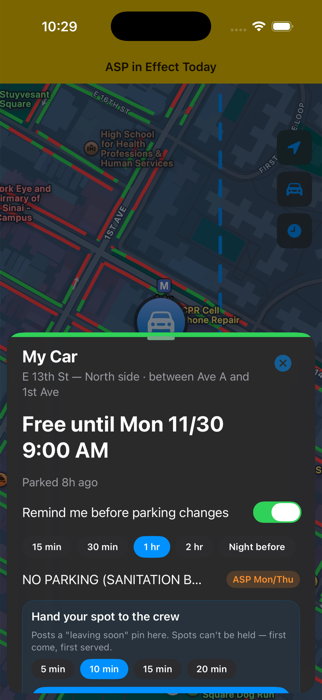 10:29
ASP in Effect Today
Stuyvesant
Square
E 16TH ST
E LOOP
High School
for Health
Professions &
Human Services
FIRST
ork Eye and
firmary of
Sinai -
Campus
1ST AVE
M
CPR Cell
Phone Repair
My Car
E 13th St — North side · between Ave A and
1st Ave
Free until Mon 11/30
9:00 AM
Parked 8h ago
Remind me before parking changes
15 min
30 min
1 hr
2 hr
Night before
NO PARKING (SANITATION B...
ASP Mon/Thu
Hand your spot to the crew
Posts a "leaving soon" pin here. Spots can't be held — first
come, first served.
5 min
10 min
15 min
20 min
Square Dog Run